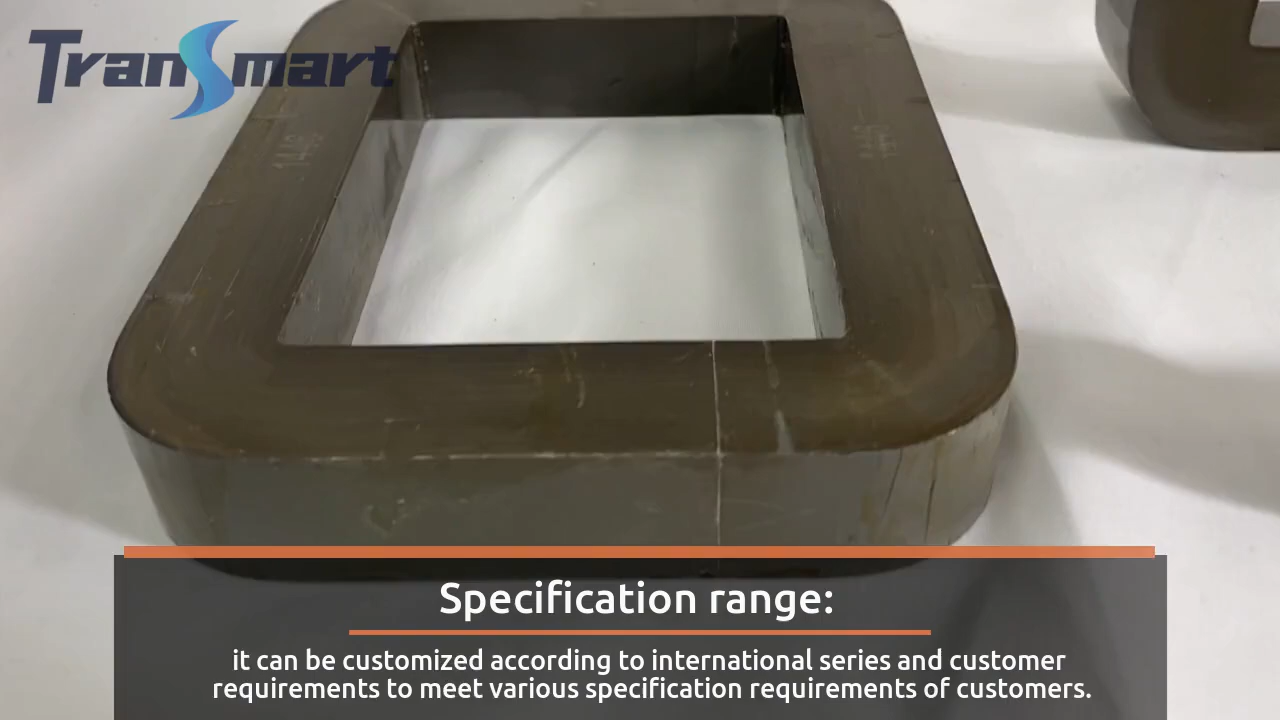 TranSmart
1446
Specification range:
it can be customized according to international series and customer
requirements to meet various specification requirements of customers.